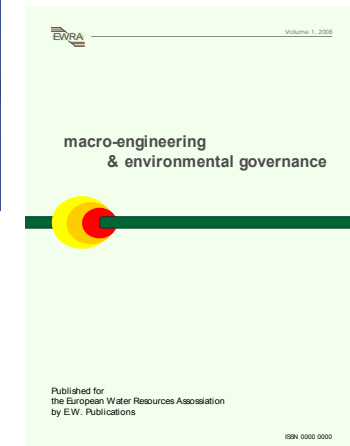 EWRA
Volume 1, 2008
macro-engineering
& environmental governance
Published for
the European Water Resources Assossiation
by E.W. Publications
ISSN 0000 0000